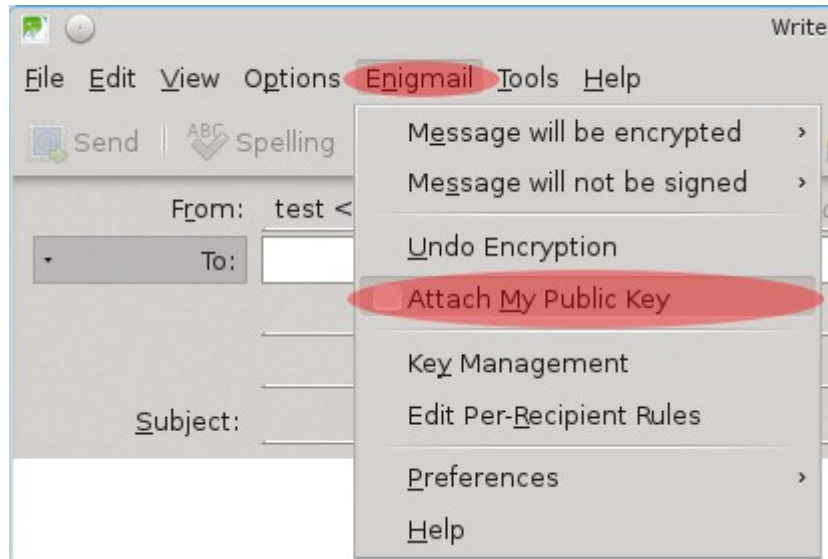 Write
File Edit View Options Enigmail Tools Help
Send ABC Spelling
Message will be encrypted
Message will not be signed
From: test <
Undo Encryption
To:
Attach My Public Key
Key Management
Edit Per-Recipient Rules
Subject:
Preferences
Help